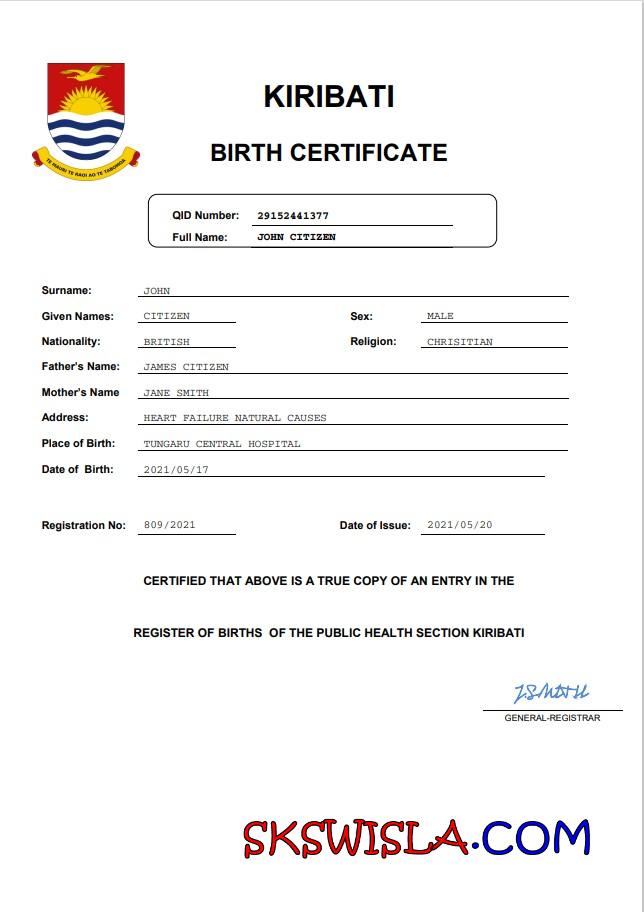 TE MAURI TE RAOI AO TE TABOMOA
KIRIBATI
BIRTH CERTIFICATE
QID Number: 29152441377
Full Name: JOHN CITIZEN
Surname: JOHN
Given Names: CITIZEN Sex: MALE
Nationality: BRITISH Religion: CHRISITIAN
Father's Name: JAMES CITIZEN
Mother's Name JANE SMITH
Address: HEART FAILURE NATURAL CAUSES
Place of Birth: TUNGARU CENTRAL HOSPITAL
Date of Birth: 2021/05/17
Registration No: 809/2021 Date of Issue: 2021/05/20
CERTIFIED THAT ABOVE IS A TRUE COPY OF AN ENTRY IN THE
REGISTER OF BIRTHS OF THE PUBLIC HEALTH SECTION KIRIBATI
J.SMITH
GENERAL-REGISTRAR
SKSWISLA.COM